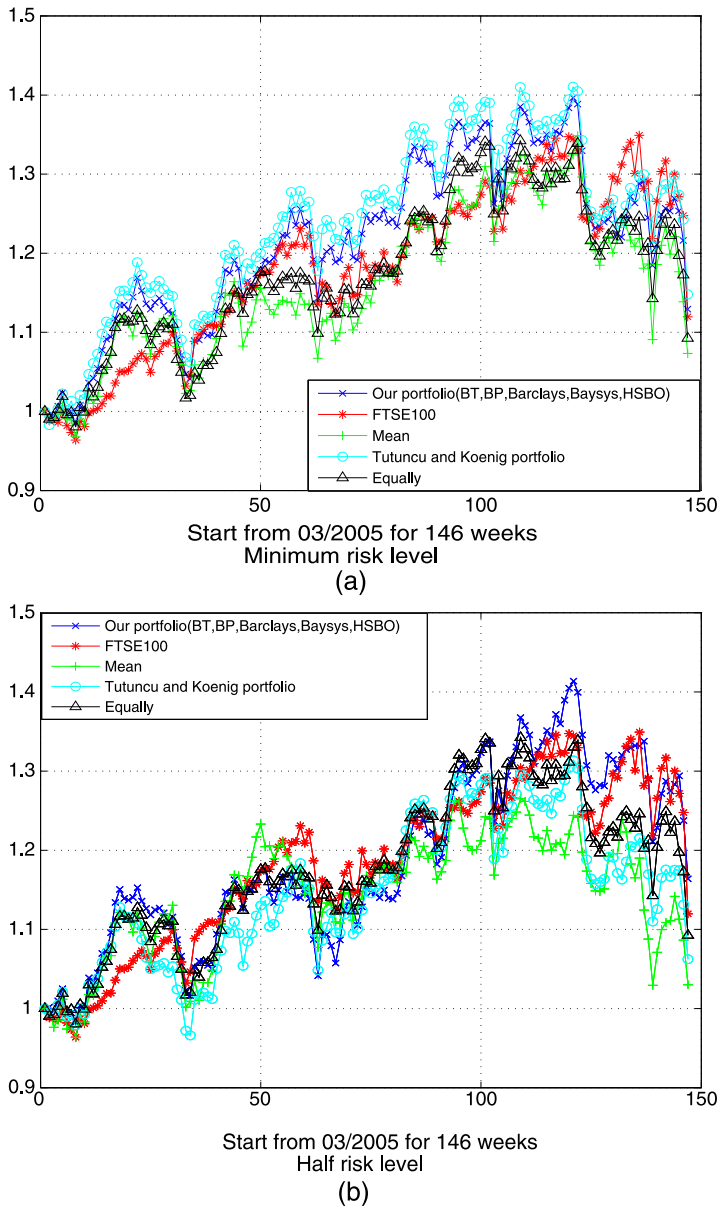 1.5
1.4
1.3
1.2
1.1
1
0.9
Our portfolio(BT,BP,Barclays,Baysys,HSBO)
FTSE100
Mean
Tutuncu and Koenig portfolio
Equally
0
50
100
150
Start from 03/2005 for 146 weeks
Minimum risk level
(a)
1.5
Our portfolio(BT,BP,Barclays,Baysys,HSBO)
FTSE100
Mean
Tutuncu and Koenig portfolio
Equally
1.4
1.3
1.2
1.1
1
0.9
0
50
100
150
Start from 03/2005 for 146 weeks
Half risk level
(b)